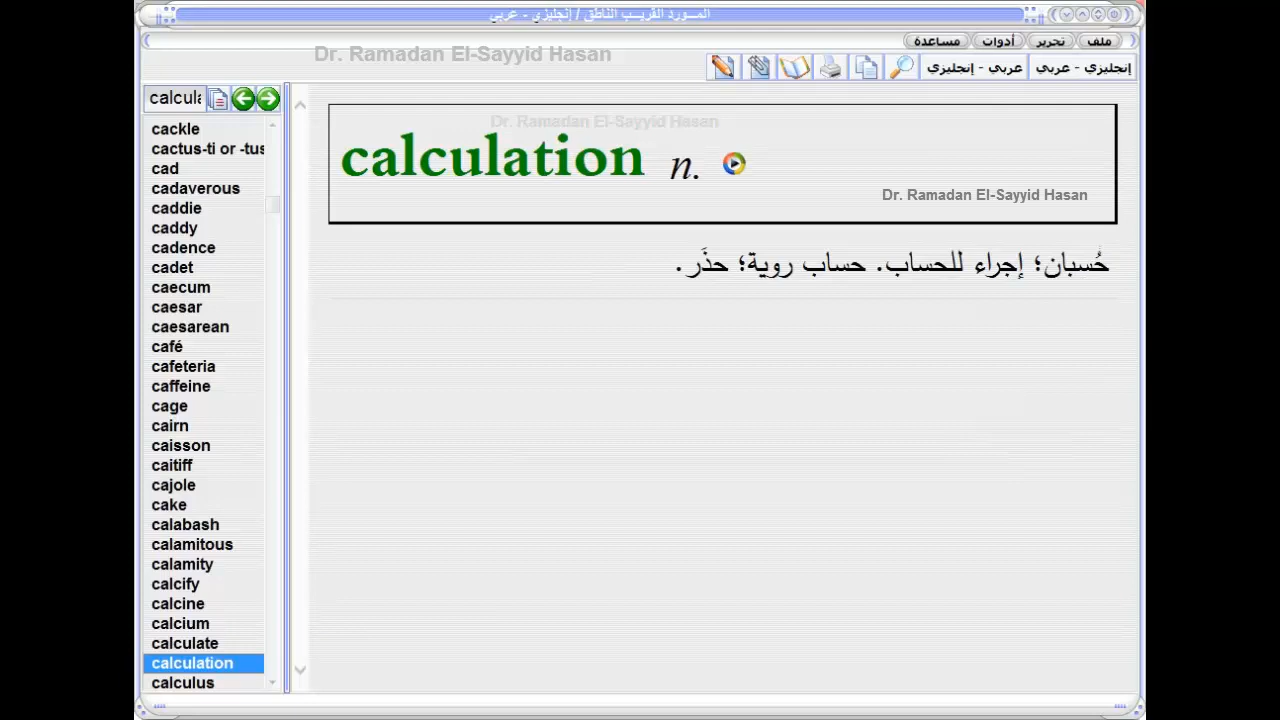 المـــورد القريـــب الناطق / إنجليزي - عربي
ملف تحرير أدوات مساعدة
Dr. Ramadan El-Sayyid Hasan
إنجليزي - عربي عربي - إنجليزي
calcula
cackle
cactus-ti or -tus
cad
cadaverous
caddie
caddy
cadence
cadet
caecum
caesar
caesarean
café
cafeteria
caffeine
cage
cairn
caisson
caitiff
cajole
cake
calabash
calamitous
calamity
calcify
calcine
calcium
calculate
calculation
calculus
Dr. Ramadan El-Sayyid Hasan
calculation n.
Dr. Ramadan El-Sayyid Hasan
حُسبان؛ إجراء للحساب. حساب روية؛ حذَر.